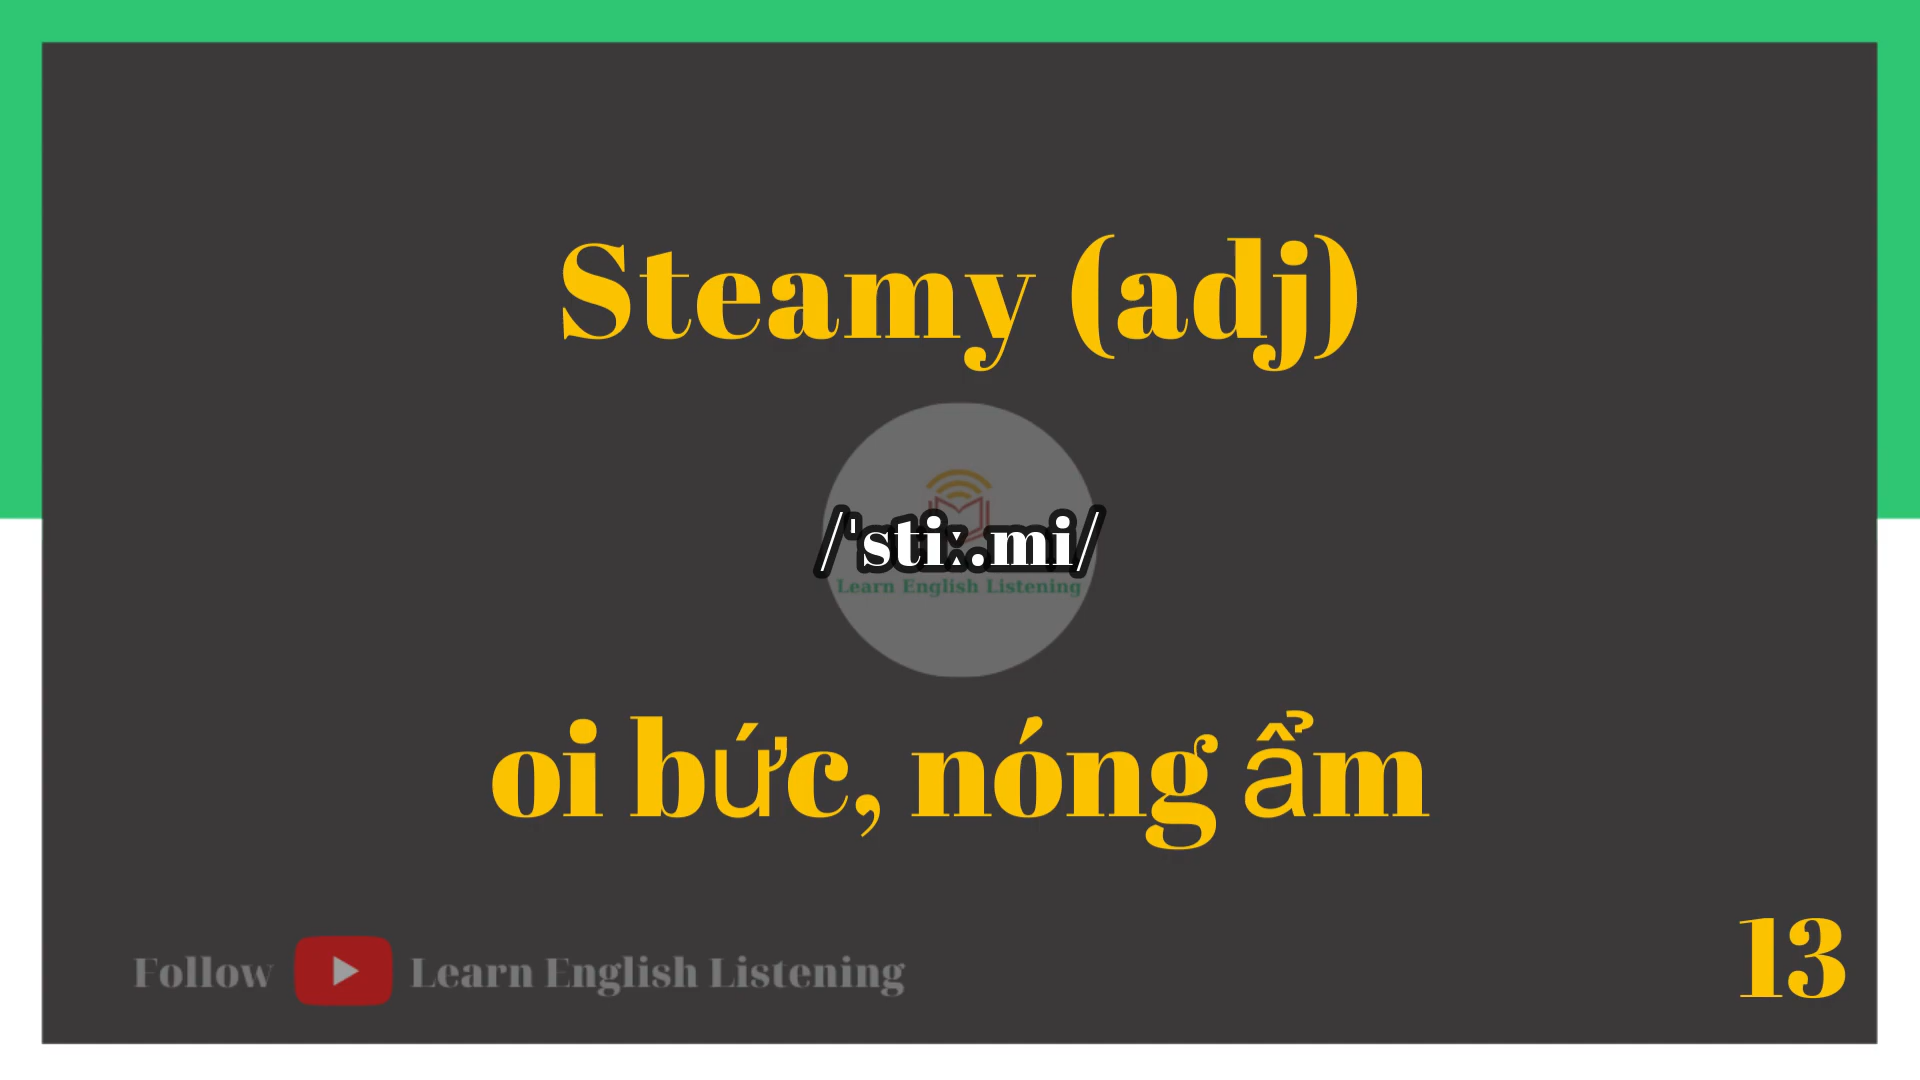 Steamy (adj)
/ˈstiː.mi/
Learn English Listening
oi bức, nóng ẩm
Follow Learn English Listening
13